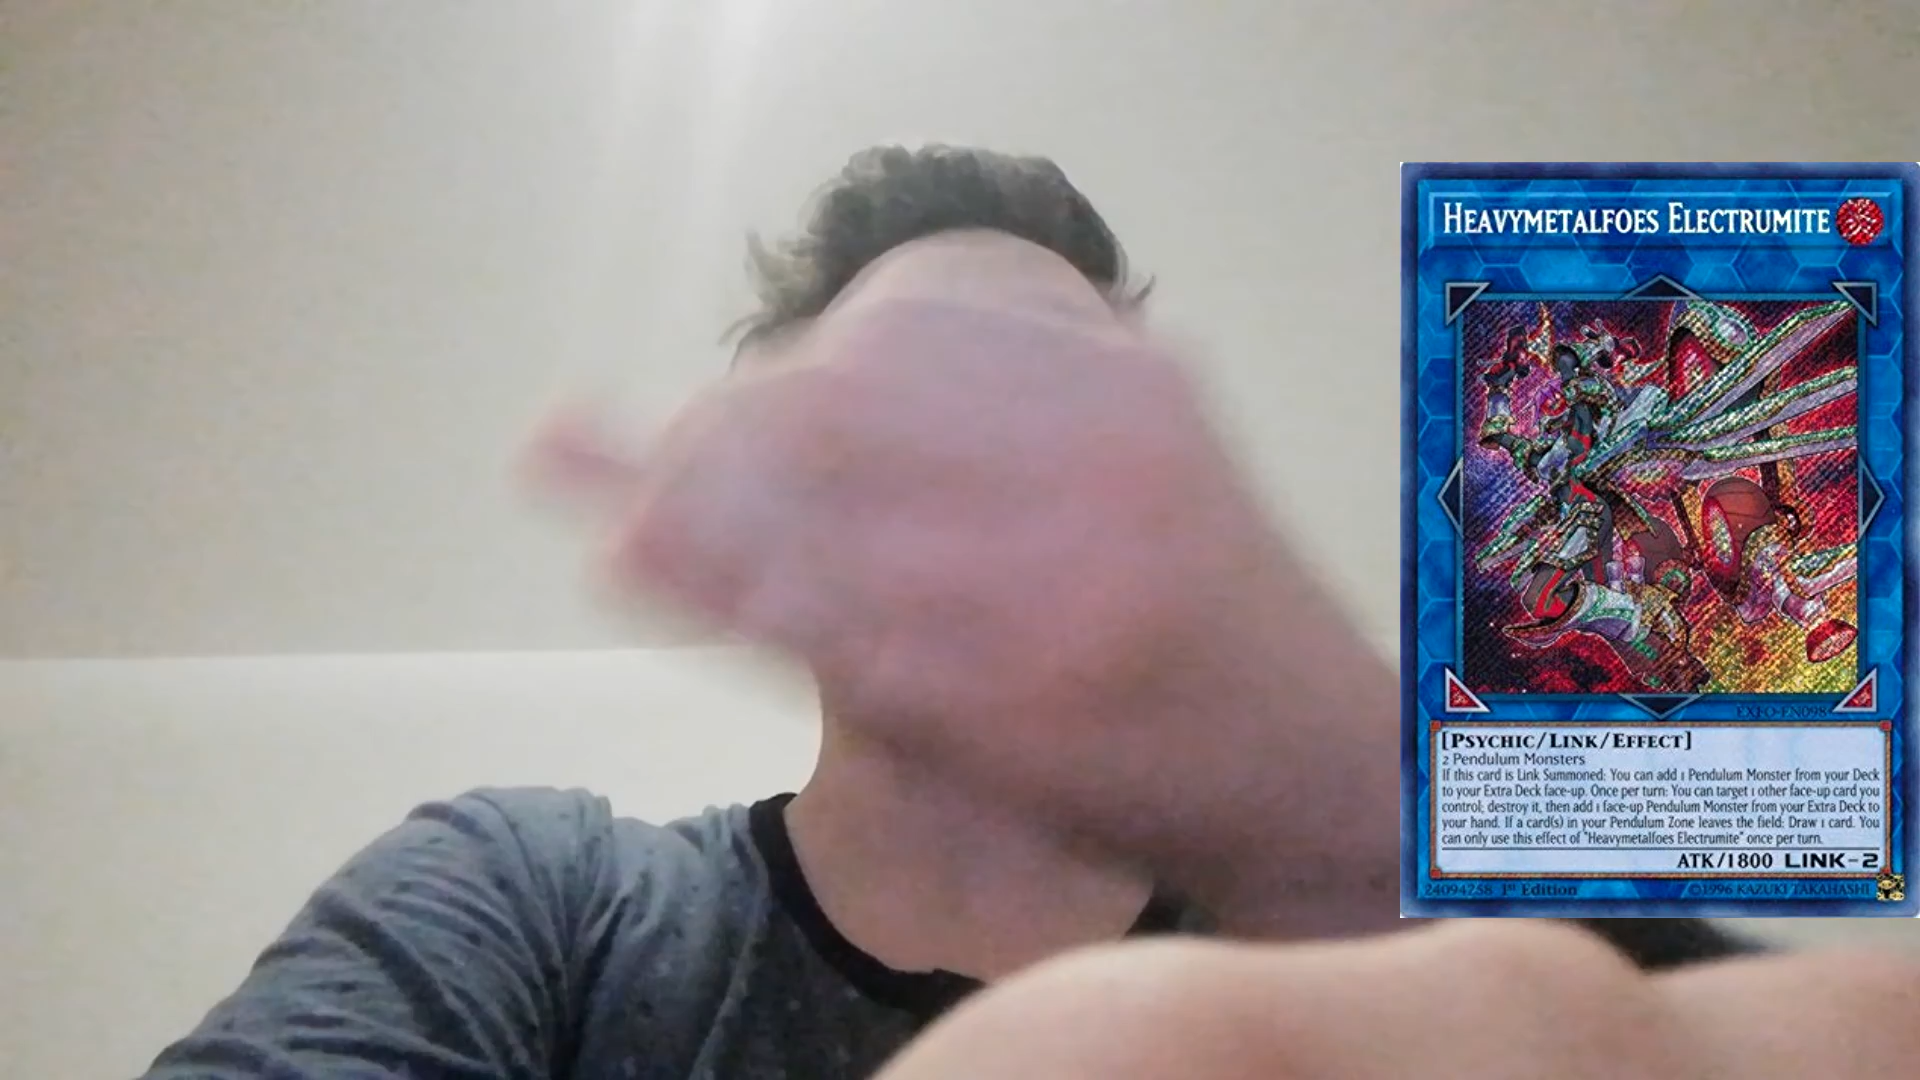 HEAVYMETALFOES ELECTRUMITE
EXFO-EN098
[PSYCHIC/LINK/EFFECT]
2 Pendulum Monsters
If this card is Link Summoned: You can add 1 Pendulum Monster from your Deck
to your Extra Deck face-up. Once per turn: You can target 1 other face-up card you
control; destroy it, then add 1 face-up Pendulum Monster from your Extra Deck to
your hand. If a card(s) in your Pendulum Zone leaves the field: Draw 1 card. You
can only use this effect of "Heavymetalfoes Electrumite" once per turn.
ATK/1800 LINK-2
24094258 1st Edition ©1996 KAZUKI TAKAHASHI